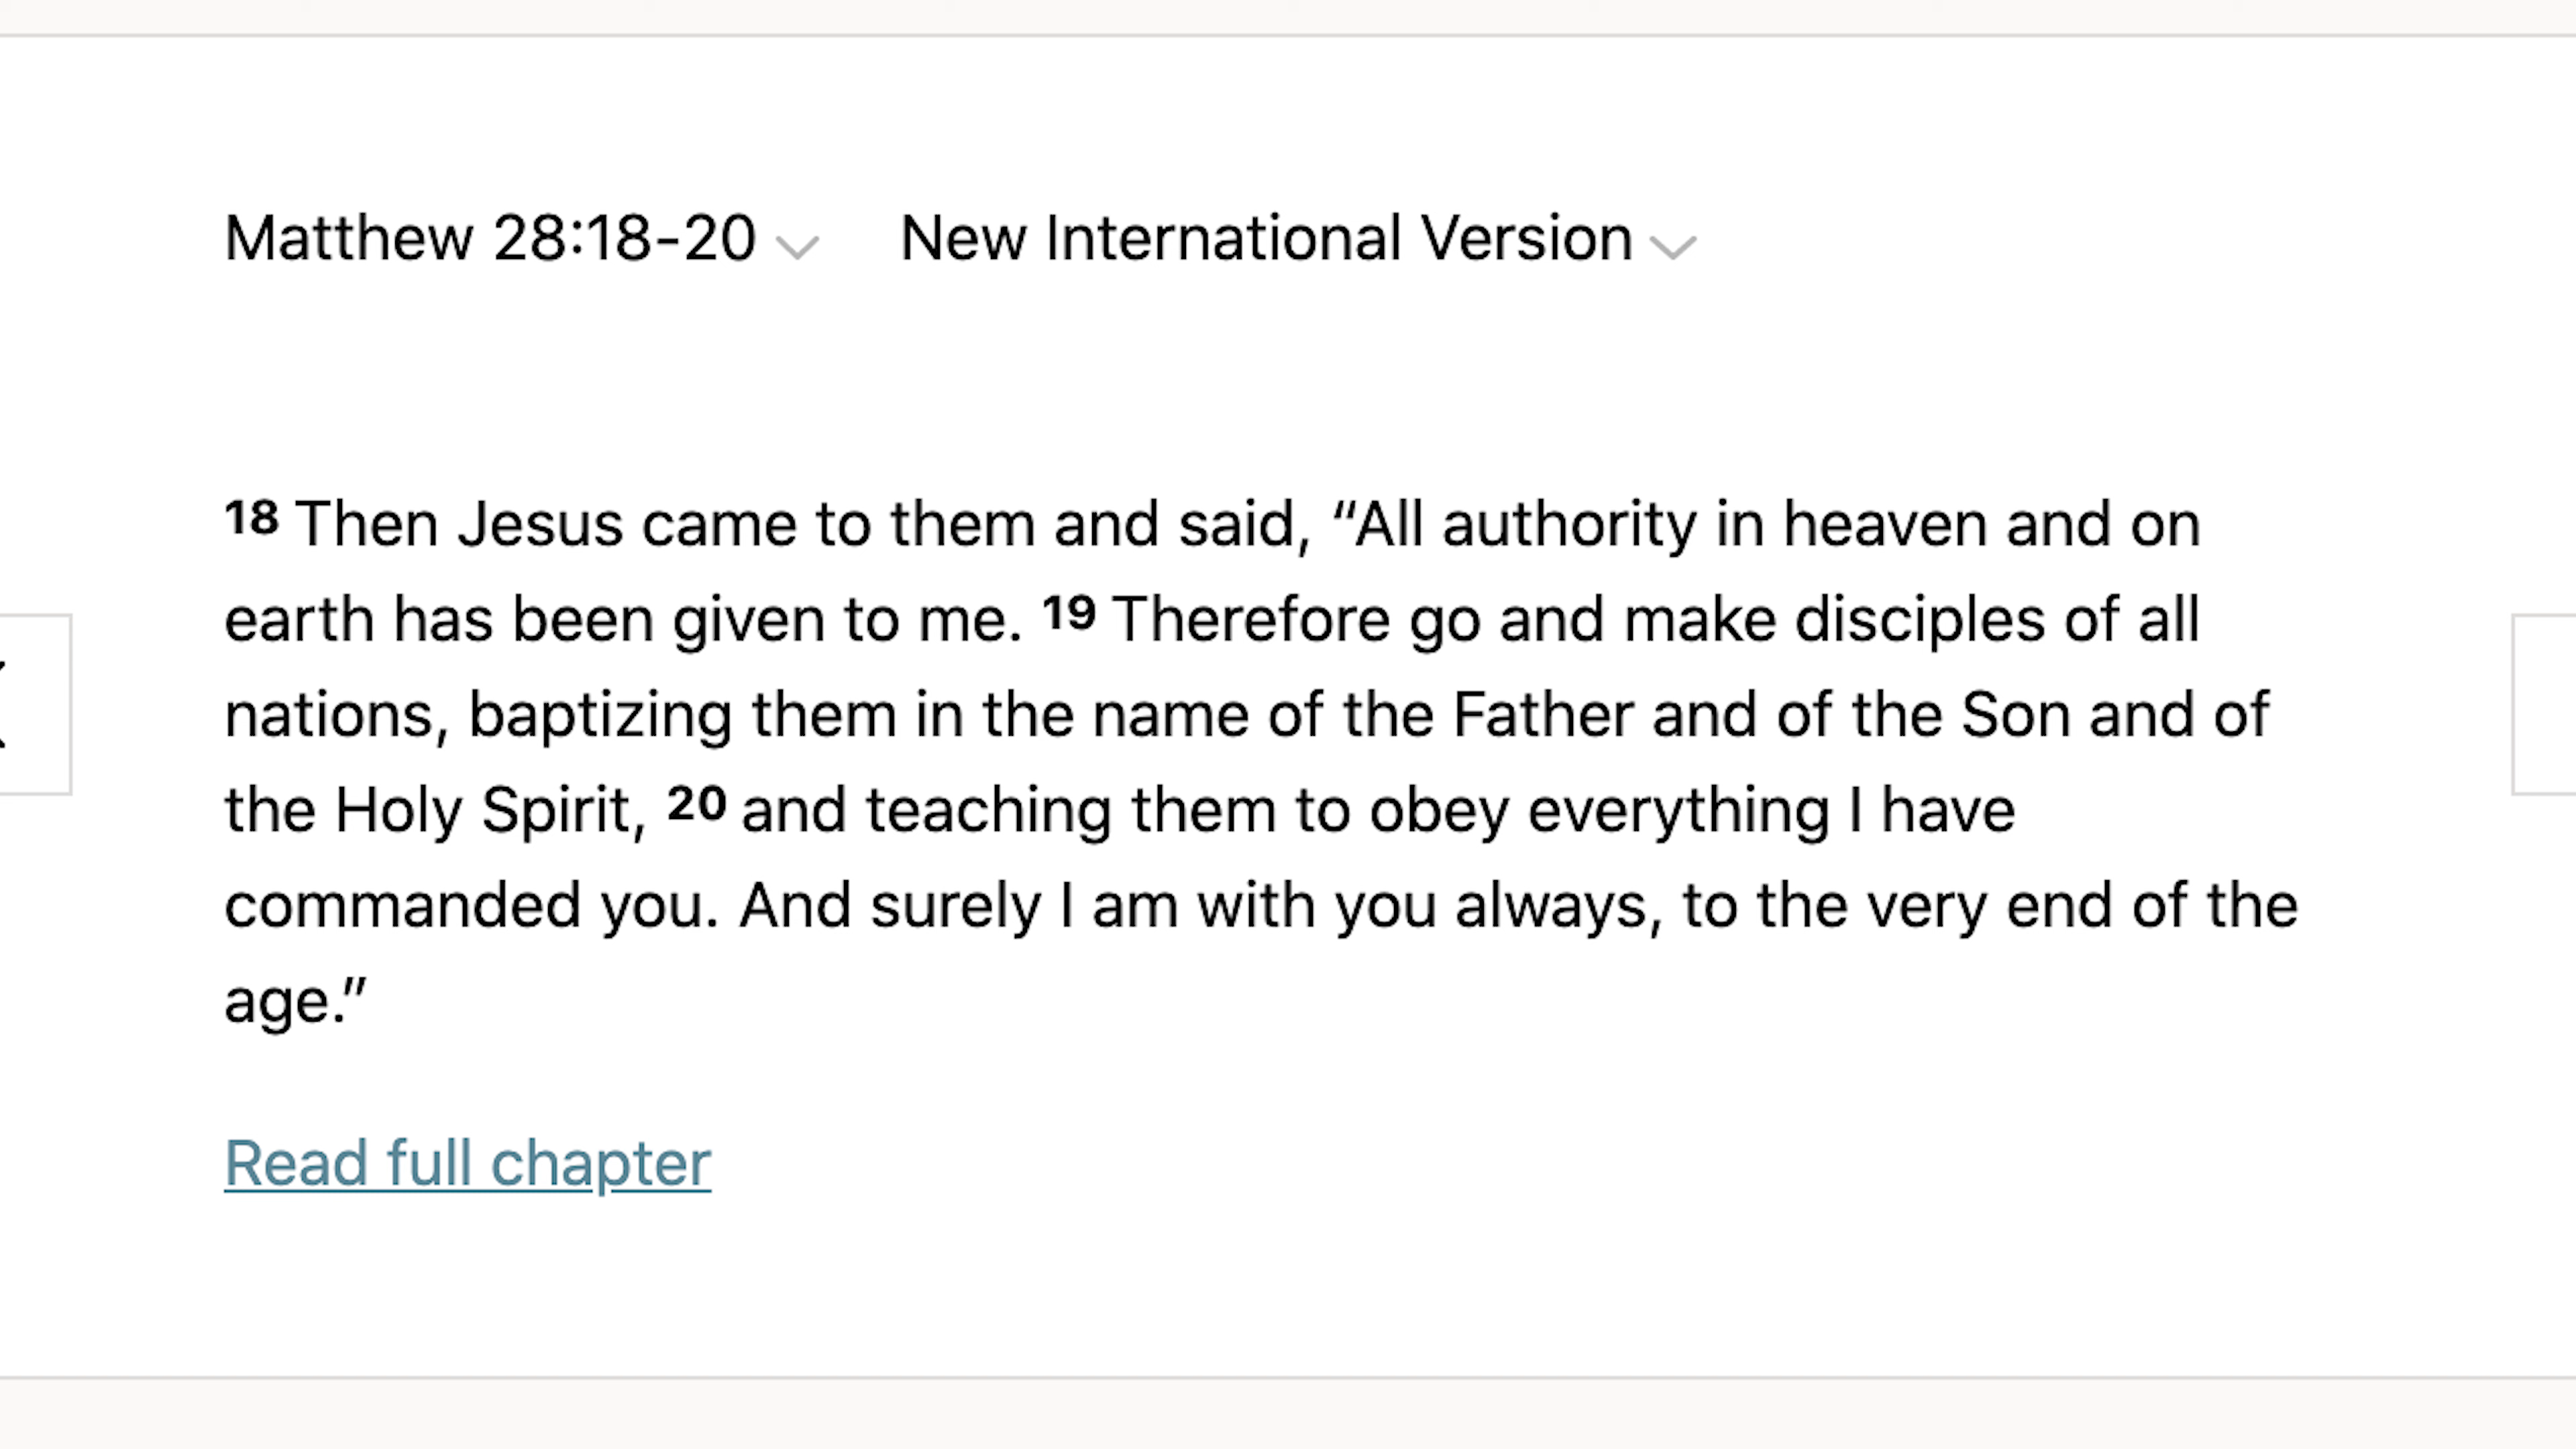 Matthew 28:18-20 New International Version
18 Then Jesus came to them and said, “All authority in heaven and on
earth has been given to me. 19 Therefore go and make disciples of all
nations, baptizing them in the name of the Father and of the Son and of
the Holy Spirit, 20 and teaching them to obey everything I have
commanded you. And surely I am with you always, to the very end of the
age.”
Read full chapter